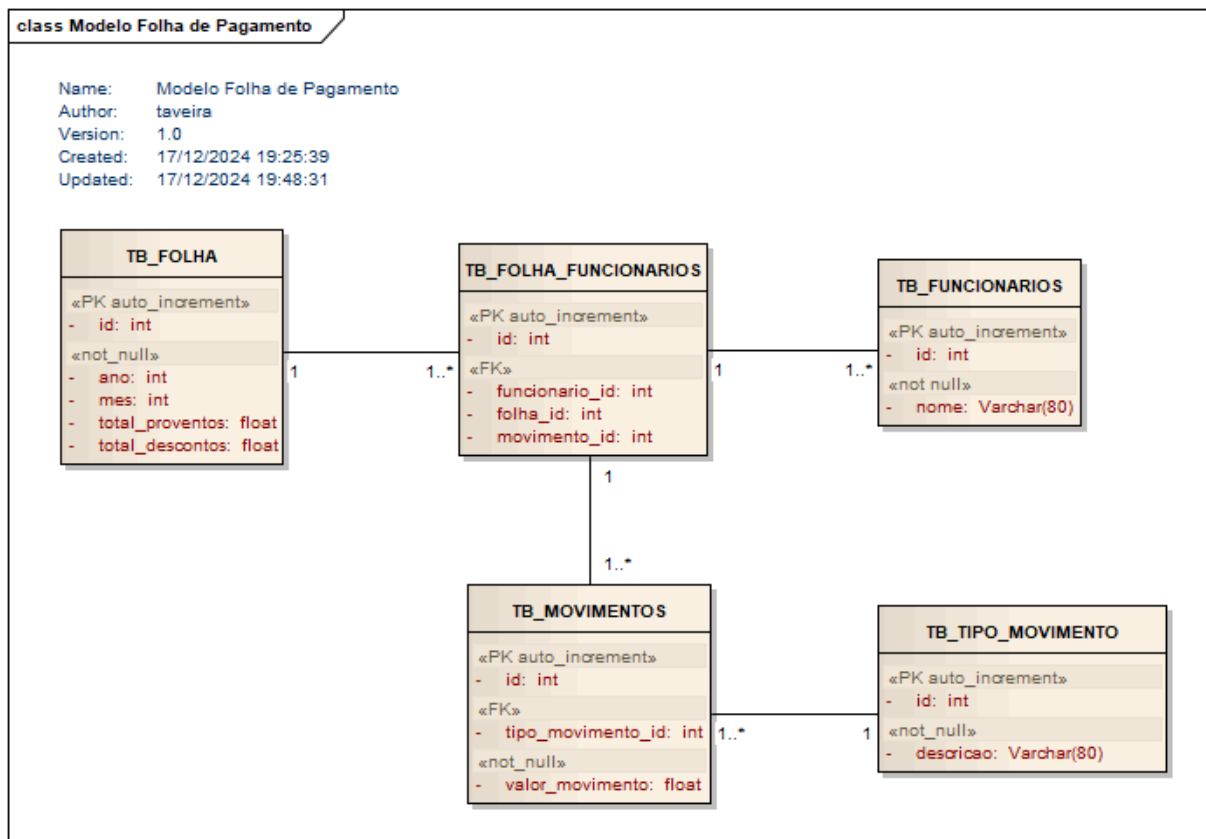 class Modelo Folha de Pagamento
Name: Modelo Folha de Pagamento
Author: taveira
Version: 1.0
Created: 17/12/2024 19:25:39
Updated: 17/12/2024 19:48:31
TB_FOLHA
«PK auto_increment»
- id: int
«not_null»
- ano: int
- mes: int
- total_proventos: float
- total_descontos: float
1
1..*
TB_FOLHA_FUNCIONARIOS
«PK auto_increment»
- id: int
«FK»
- funcionario_id: int
- folha_id: int
- movimento_id: int
1
1..*
TB_FUNCIONARIOS
«PK auto_increment»
- id: int
«not null»
- nome: Varchar(80)
1
1..*
TB_MOVIMENTOS
«PK auto_increment»
- id: int
«FK»
- tipo_movimento_id: int
«not_null»
- valor_movimento: float
1..*
1
TB_TIPO_MOVIMENTO
«PK auto_increment»
- id: int
«not_null»
- descricao: Varchar(80)